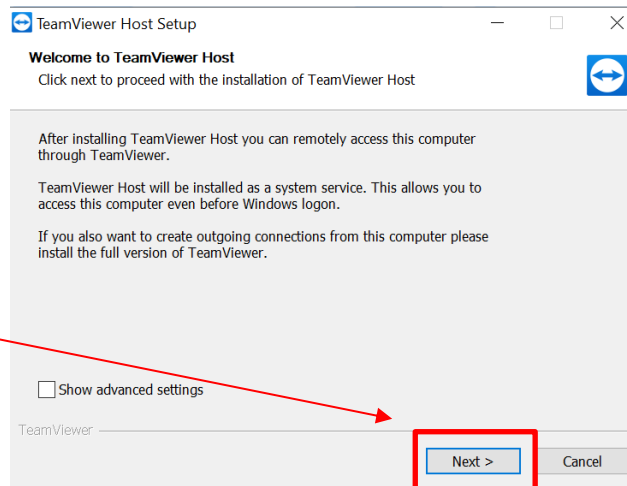 TeamViewer Host Setup
Welcome to TeamViewer Host
Click next to proceed with the installation of TeamViewer Host
After installing TeamViewer Host you can remotely access this computer
through TeamViewer.
TeamViewer Host will be installed as a system service. This allows you to
access this computer even before Windows logon.
If you also want to create outgoing connections from this computer please
install the full version of TeamViewer.
Show advanced settings
TeamViewer
Next > Cancel